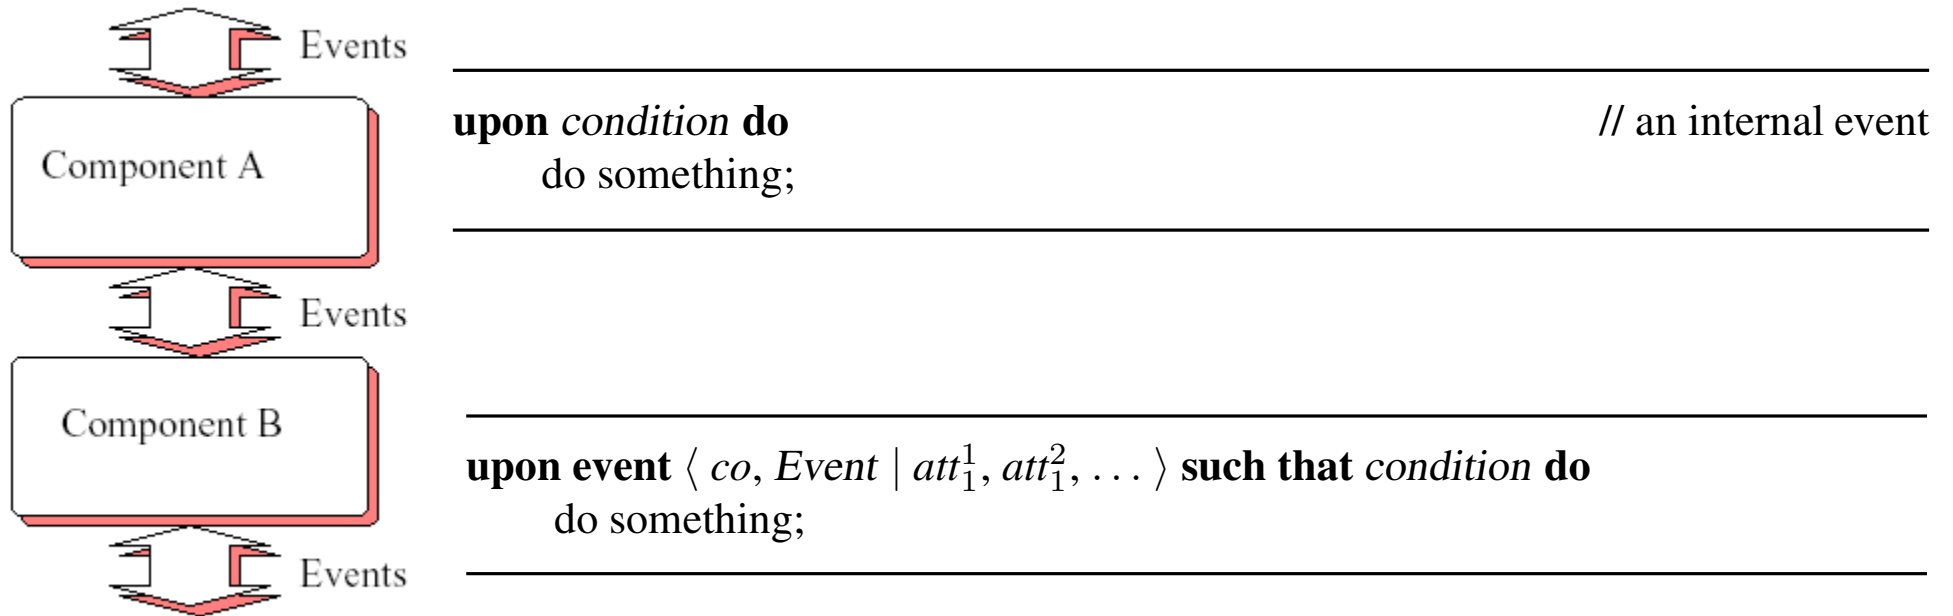 Events
Component A
Events
Component B
Events
upon condition do // an internal event
do something;
upon event ⟨ co, Event | att₁¹, att₁², . . . ⟩ such that condition do
do something;